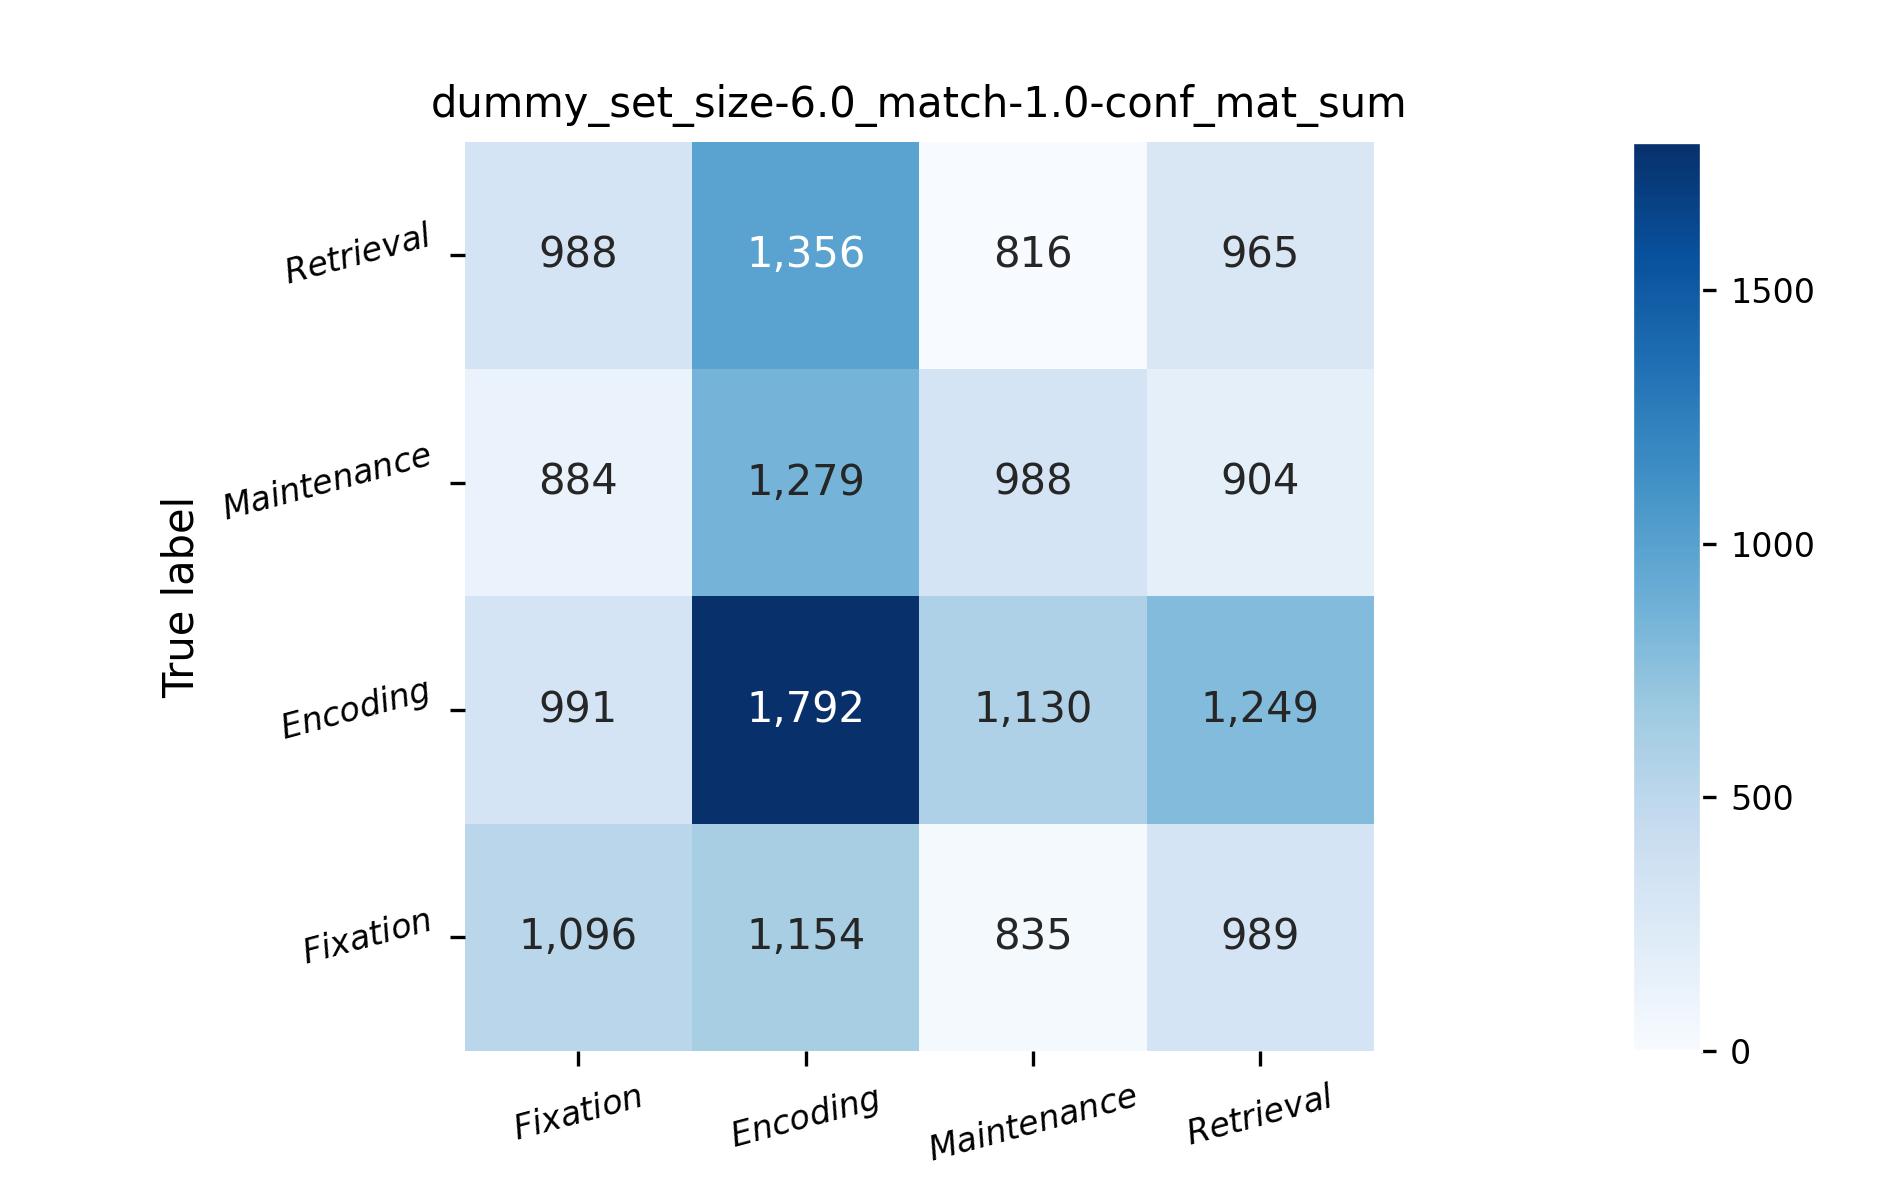 dummy_set_size-6.0_match-1.0-conf_mat_sum
True label
Retrieval 988 1,356 816 965
Maintenance 884 1,279 988 904
Encoding 991 1,792 1,130 1,249
Fixation 1,096 1,154 835 989
Fixation Encoding Maintenance Retrieval
1500
1000
500
0